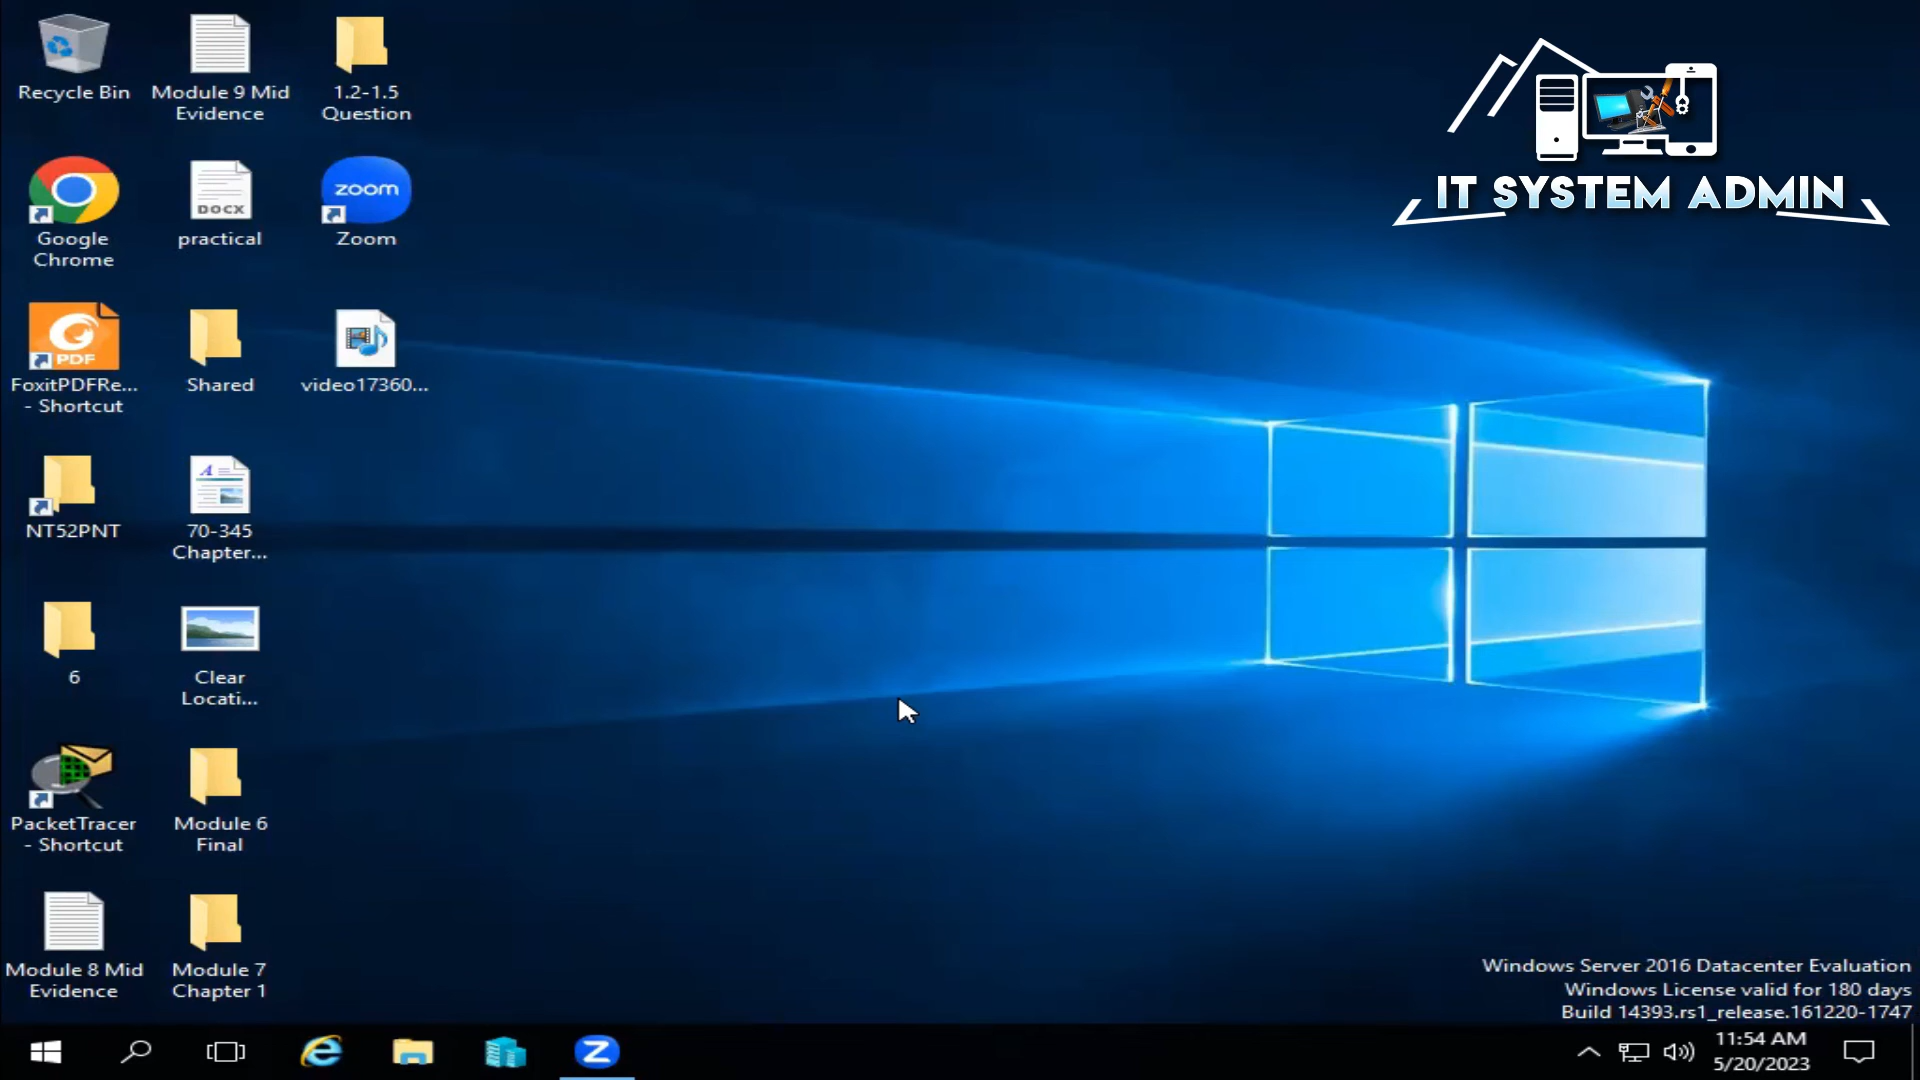 Recycle Bin
Module 9 Mid
Evidence
1.2-1.5
Question
Google
Chrome
DOCX
practical
zoom
Zoom
PDF
FoxitPDFRe...
- Shortcut
Shared
video17360...
NT52PNT
A
70-345
Chapter...
6
Clear
Locati...
PacketTracer
- Shortcut
Module 6
Final
Module 8 Mid
Evidence
Module 7
Chapter 1
IT SYSTEM ADMIN
Windows Server 2016 Datacenter Evaluation
Windows License valid for 180 days
Build 14393.rs1_release.161220-1747
11:54 AM
5/20/2023